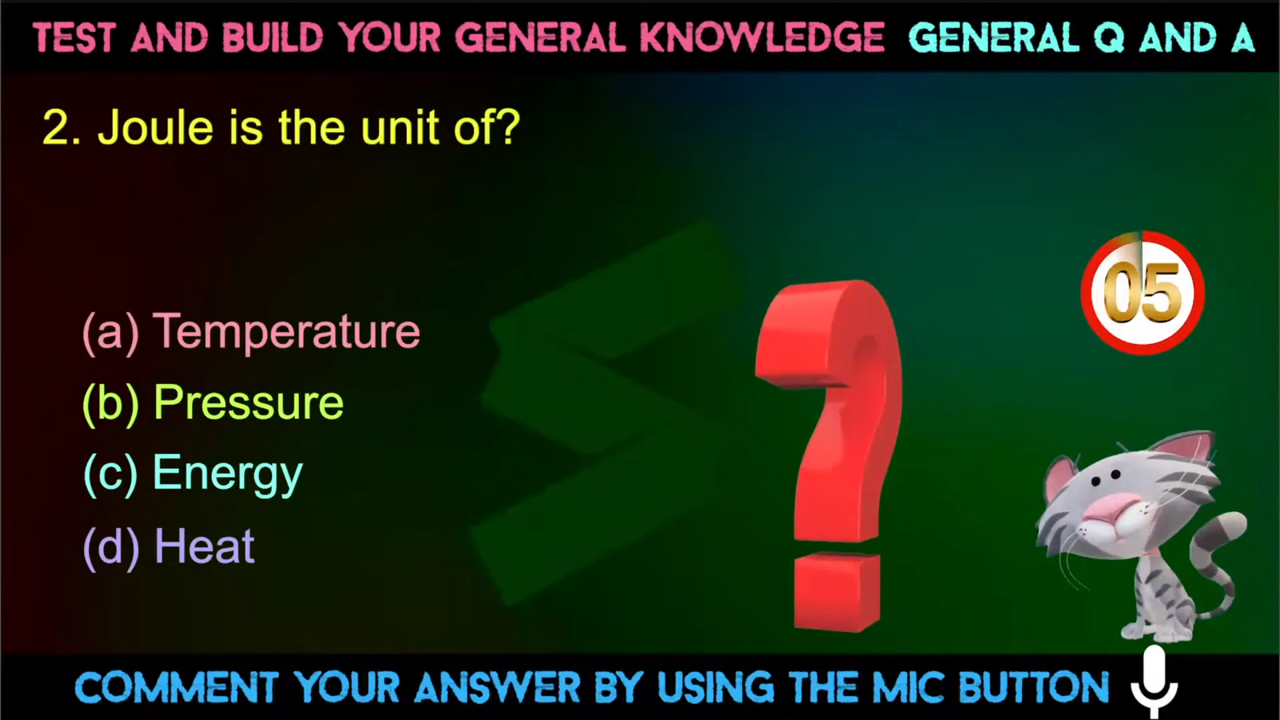 TEST AND BUILD YOUR GENERAL KNOWLEDGE GENERAL Q AND A
2. Joule is the unit of?
05
(a) Temperature
(b) Pressure
(c) Energy
(d) Heat
COMMENT YOUR ANSWER BY USING THE MIC BUTTON